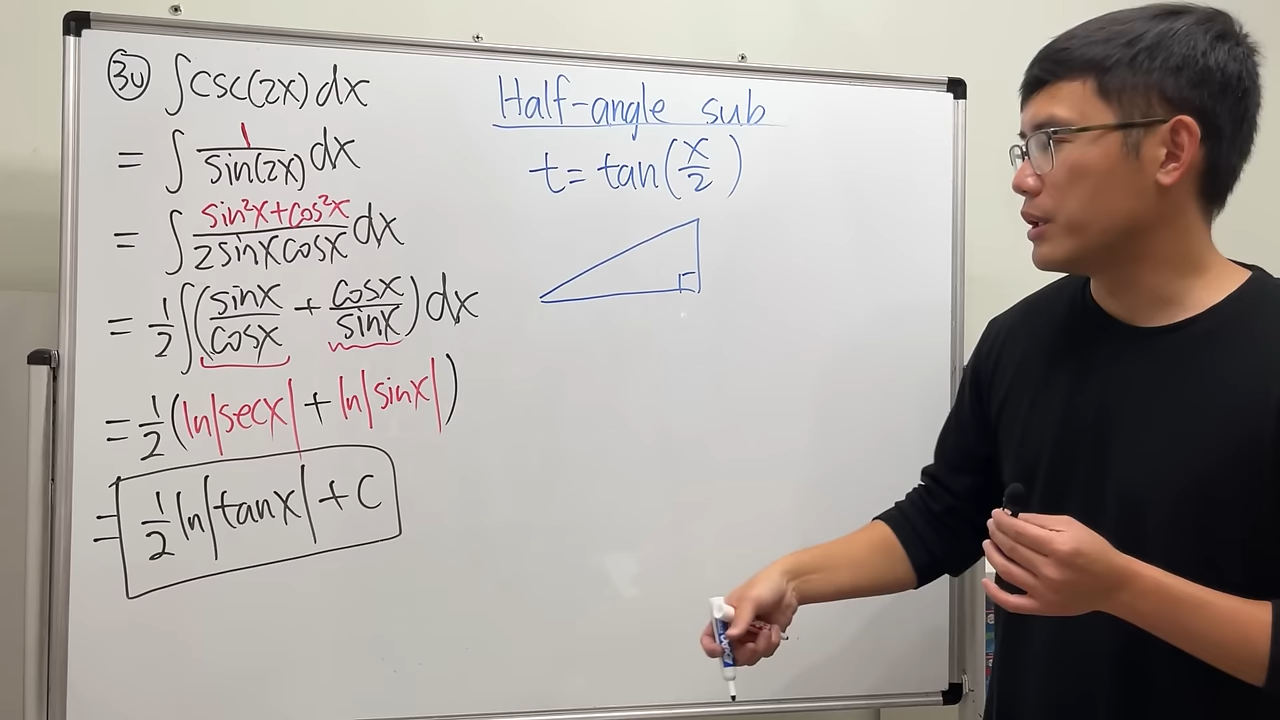 (30) ∫csc(2x)dx
= ∫ 1/sin(2x) dx
= ∫ (sin²x+cos²x)/(2sinxcosx) dx
= 1/2 ∫(sinx/cosx + cosx/sinx)dx
= 1/2 (ln|secx| + ln|sinx|)
= 1/2 ln|tanx| + C
Half-angle sub
t = tan(x/2)